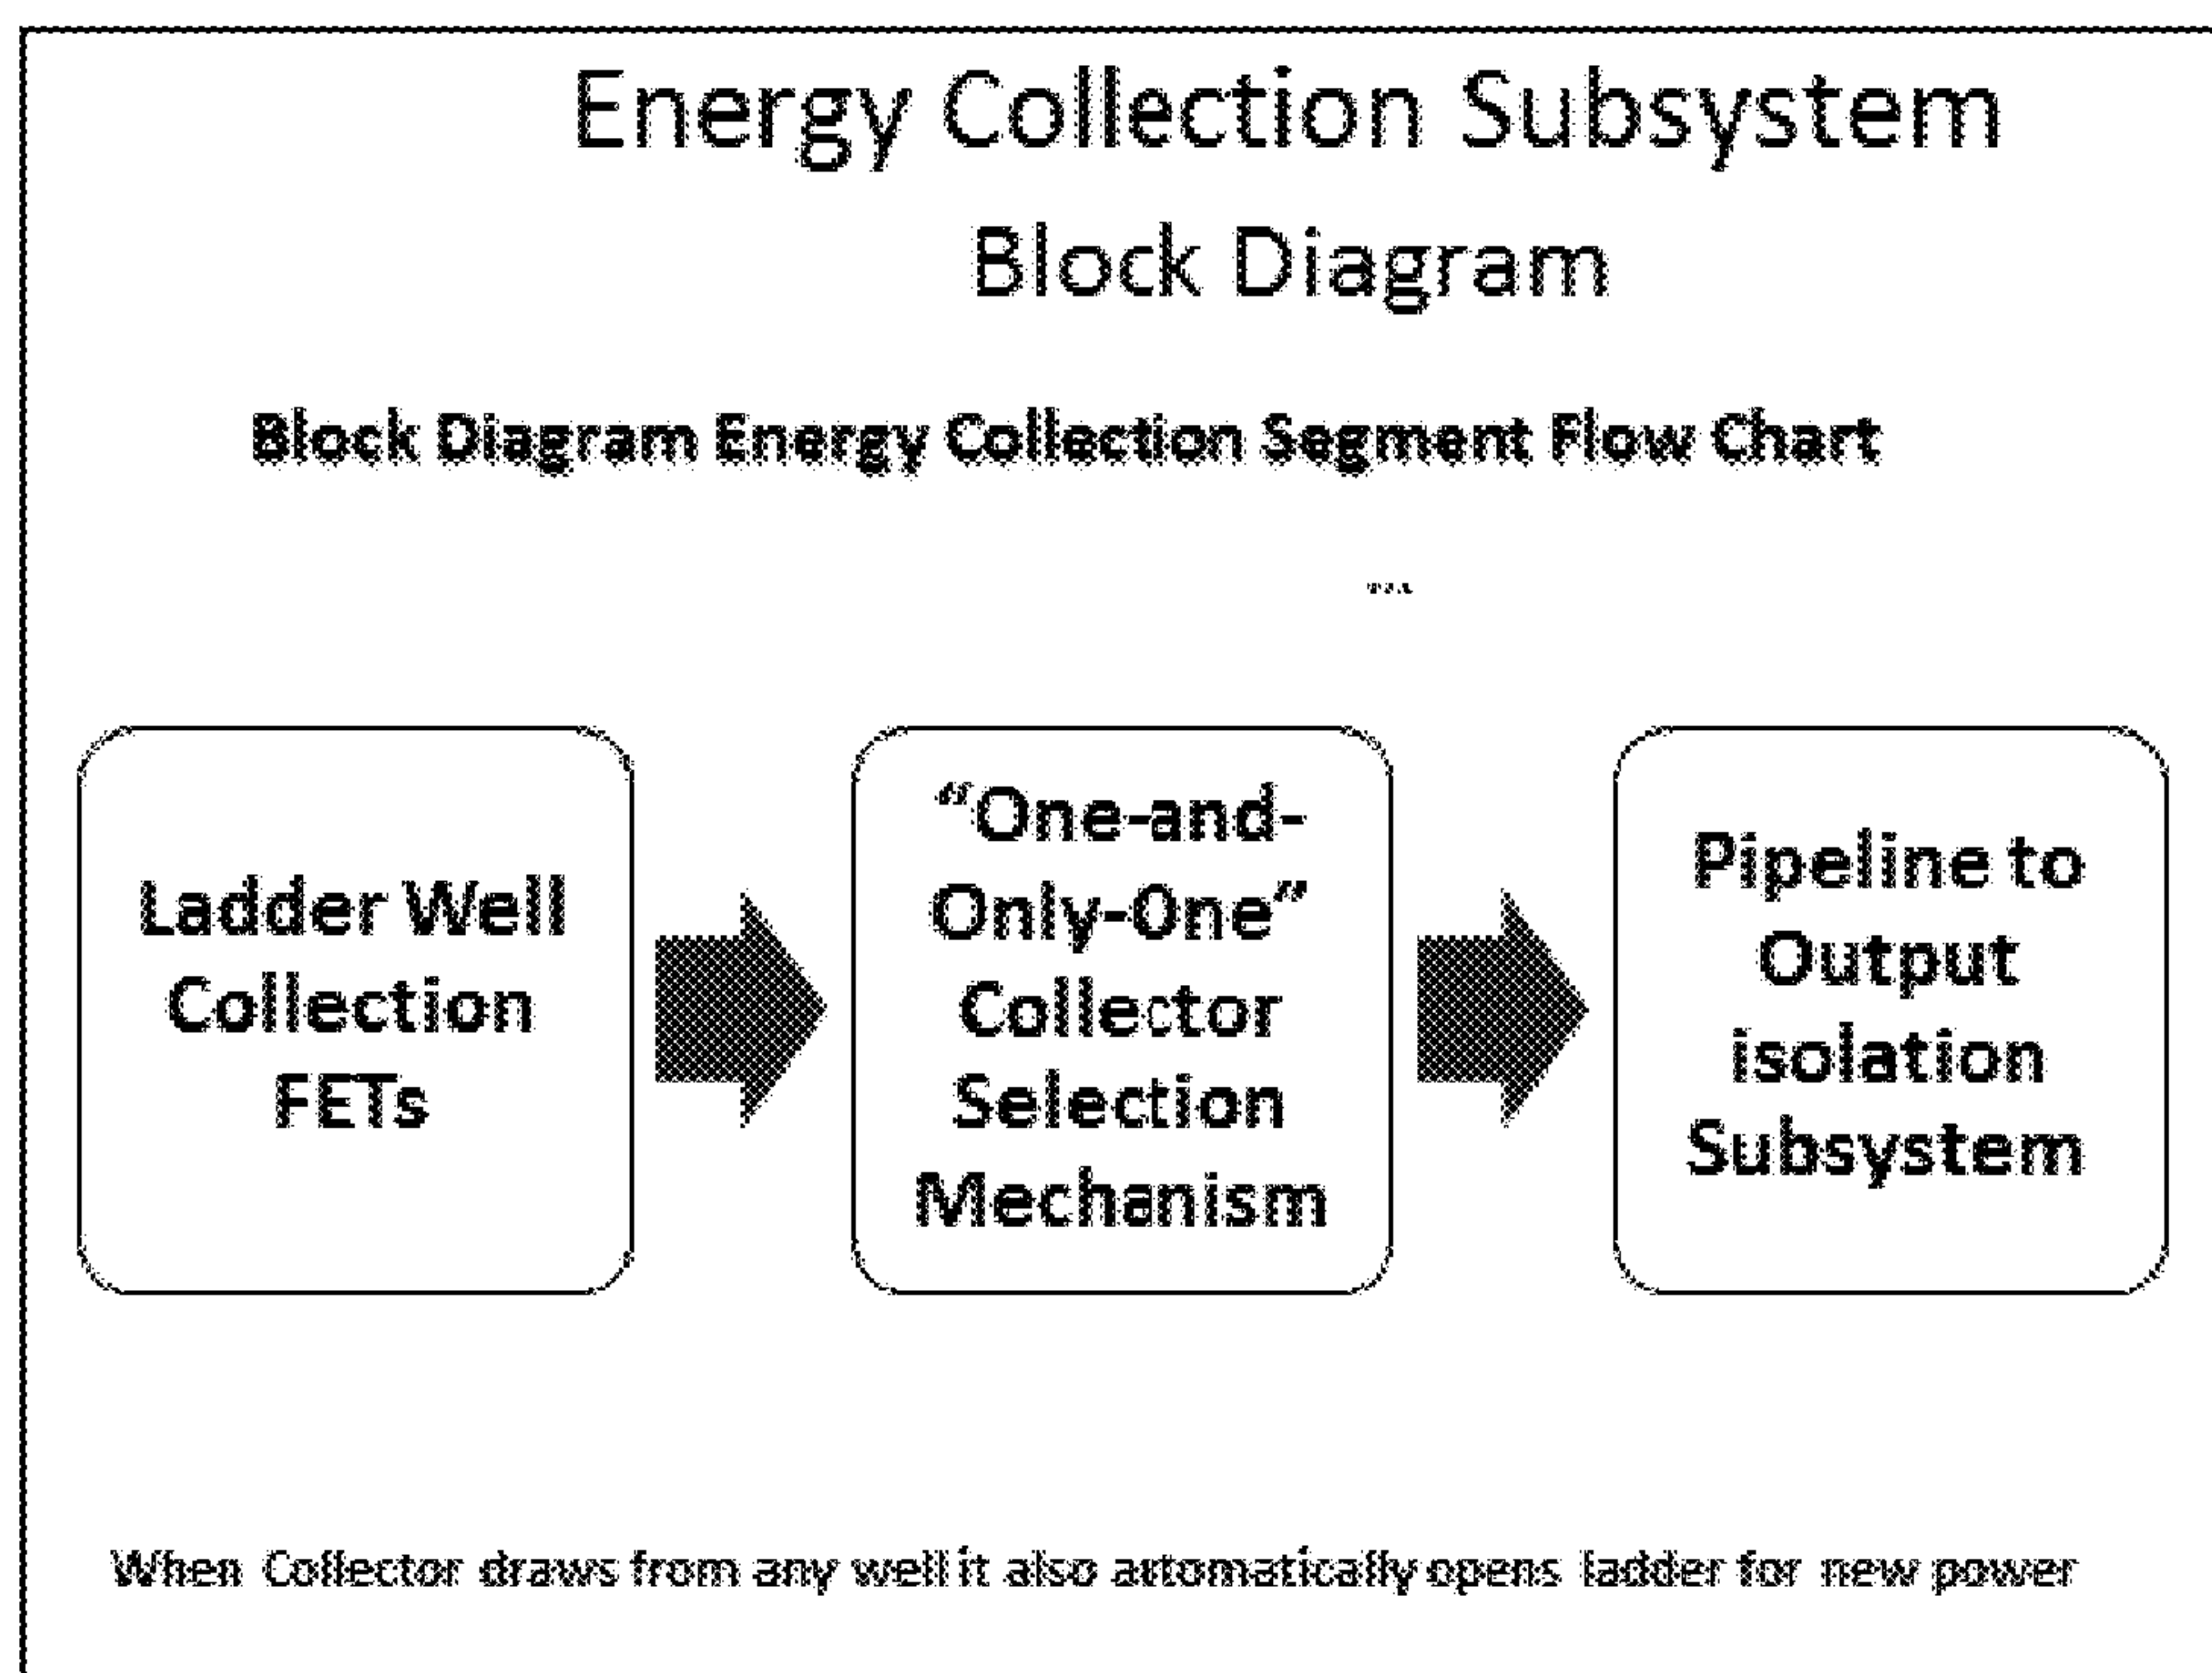 Energy Collection Subsystem
Block Diagram
Block Diagram Energy Collection Segment Flow Chart
Ladder Well
Collection
FETs
“One-and-
Only-One”
Collector
Selection
Mechanism
Pipeline to
Output
isolation
Subsystem
When Collector draws from any well it also automatically opens ladder for new power